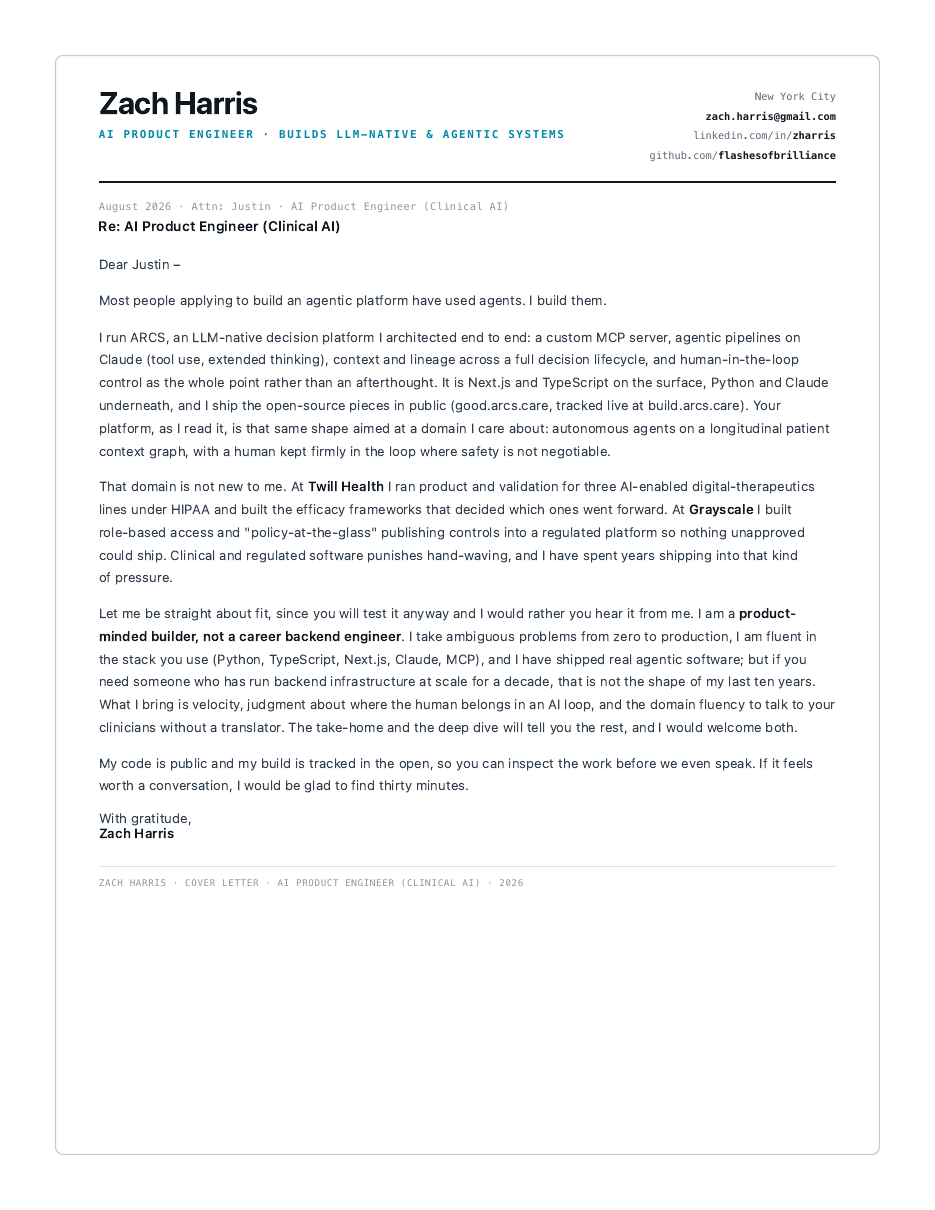 Zach Harris
AI PRODUCT ENGINEER · BUILDS LLM–NATIVE & AGENTIC SYSTEMS
New York City
zach.harris@gmail.com
linkedin.com/in/zharris
github.com/flashesofbrilliance
August 2026 · Attn: Justin · AI Product Engineer (Clinical AI)
Re: AI Product Engineer (Clinical AI)
Dear Justin –
Most people applying to build an agentic platform have used agents. I build them.
I run ARCS, an LLM-native decision platform I architected end to end: a custom MCP server, agentic pipelines on
Claude (tool use, extended thinking), context and lineage across a full decision lifecycle, and human-in-the-loop
control as the whole point rather than an afterthought. It is Next.js and TypeScript on the surface, Python and Claude
underneath, and I ship the open-source pieces in public (good.arcs.care, tracked live at build.arcs.care). Your
platform, as I read it, is that same shape aimed at a domain I care about: autonomous agents on a longitudinal patient
context graph, with a human kept firmly in the loop where safety is not negotiable.
That domain is not new to me. At Twill Health I ran product and validation for three AI-enabled digital-therapeutics
lines under HIPAA and built the efficacy frameworks that decided which ones went forward. At Grayscale I built
role-based access and "policy-at-the-glass" publishing controls into a regulated platform so nothing unapproved
could ship. Clinical and regulated software punishes hand-waving, and I have spent years shipping into that kind
of pressure.
Let me be straight about fit, since you will test it anyway and I would rather you hear it from me. I am a product-
minded builder, not a career backend engineer. I take ambiguous problems from zero to production, I am fluent in
the stack you use (Python, TypeScript, Next.js, Claude, MCP), and I have shipped real agentic software; but if you
need someone who has run backend infrastructure at scale for a decade, that is not the shape of my last ten years.
What I bring is velocity, judgment about where the human belongs in an AI loop, and the domain fluency to talk to your
clinicians without a translator. The take-home and the deep dive will tell you the rest, and I would welcome both.
My code is public and my build is tracked in the open, so you can inspect the work before we even speak. If it feels
worth a conversation, I would be glad to find thirty minutes.
With gratitude,
Zach Harris
ZACH HARRIS · COVER LETTER · AI PRODUCT ENGINEER (CLINICAL AI) · 2026